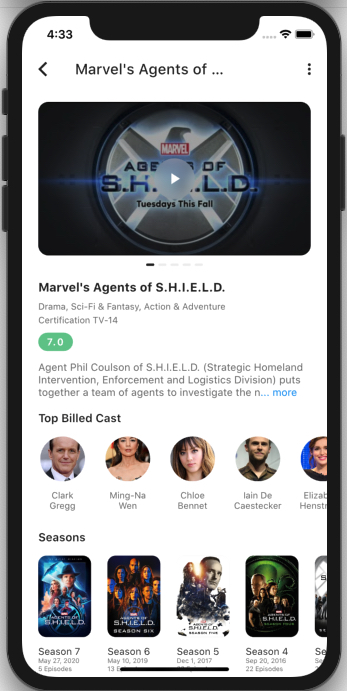 4:33
Marvel's Agents of ...
MARVEL
AGENTS OF
S.H.I.E.L.D.
Tuesdays This Fall
Marvel's Agents of S.H.I.E.L.D.
Drama, Sci-Fi & Fantasy, Action & Adventure
Certification TV-14
7.0
Agent Phil Coulson of S.H.I.E.L.D. (Strategic Homeland
Intervention, Enforcement and Logistics Division) puts
together a team of agents to investigate the n... more
Top Billed Cast
Clark Gregg
Ming-Na Wen
Chloe Bennet
Iain De Caestecker
Elizab
Henstr
Seasons
S.H.I.E.L.D.
S.H.I.E.L.D.
SEASON SIX
S.H.I.E.L.D.
S.H.I.E.L.D.
SEASON FOUR
Season 7
May 27, 2020
5 Episodes
Season 6
May 10, 2019
13 E
Season 5
Dec 1, 2017
Season 4
Sep 20, 2016
22 Episodes
Se